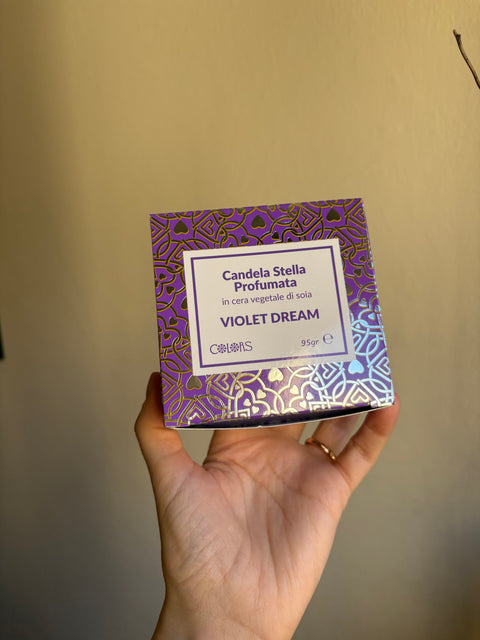 Candela Stella
Profumata
in cera vegetale di soia
VIOLET DREAM
COLORS
95gr ℮